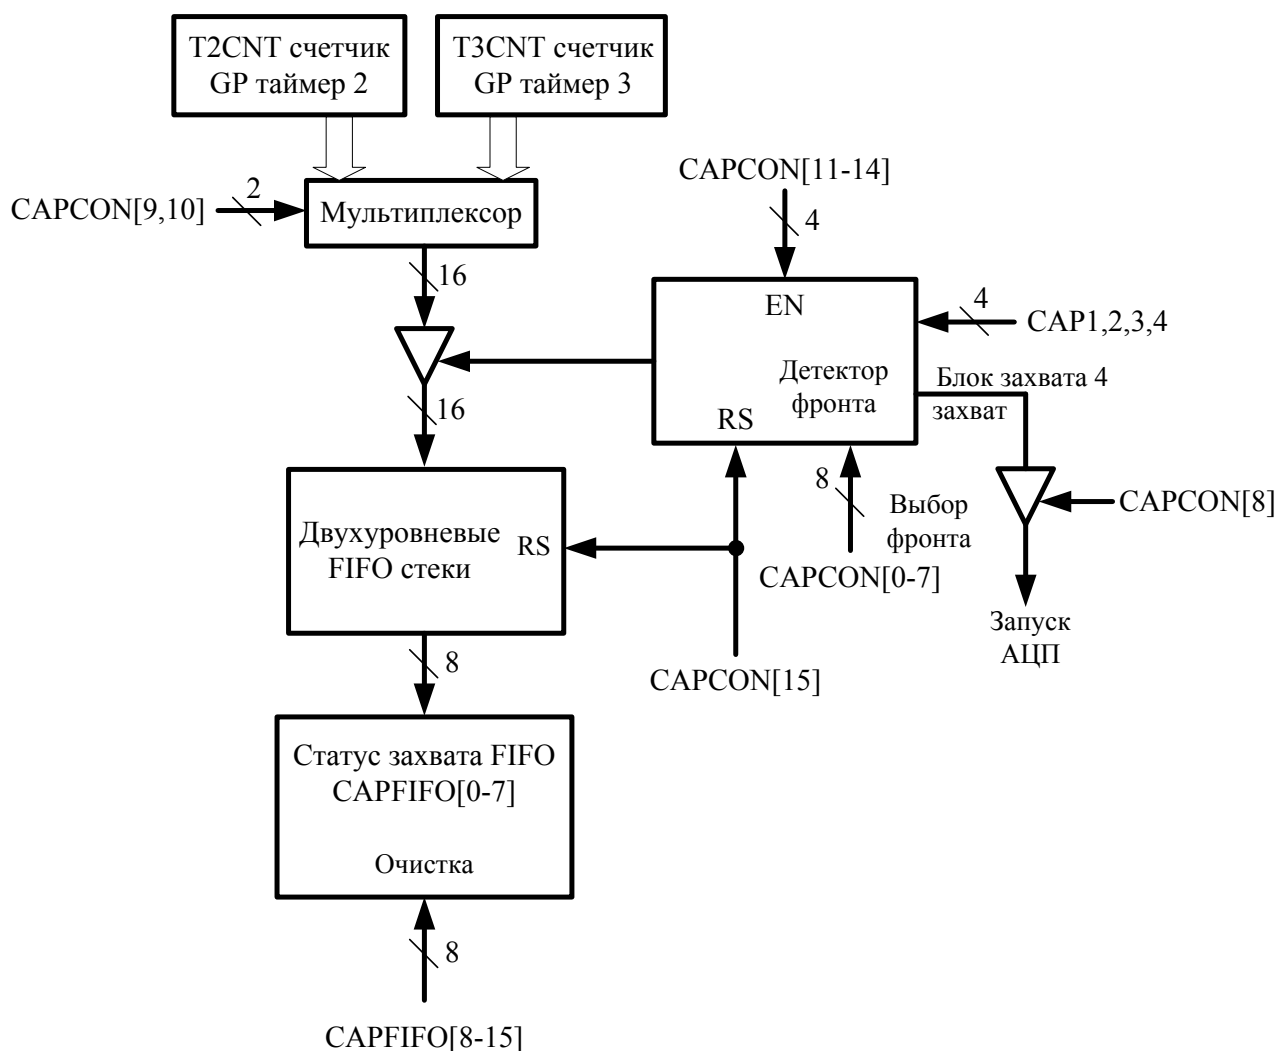 T2CNT счетчик
GP таймер 2
T3CNT счетчик
GP таймер 3
CAPCON[9,10]
2
Мультиплексор
CAPCON[11-14]
4
16
EN
4
CAP1,2,3,4
Детектор
фронта
Блок захвата 4
захват
16
RS
8
Выбор
фронта
CAPCON[8]
Двухуровневые
FIFO стеки
RS
CAPCON[0-7]
Запуск
АЦП
8
CAPCON[15]
Статус захвата FIFO
CAPFIFO[0-7]
Очистка
8
CAPFIFO[8-15]